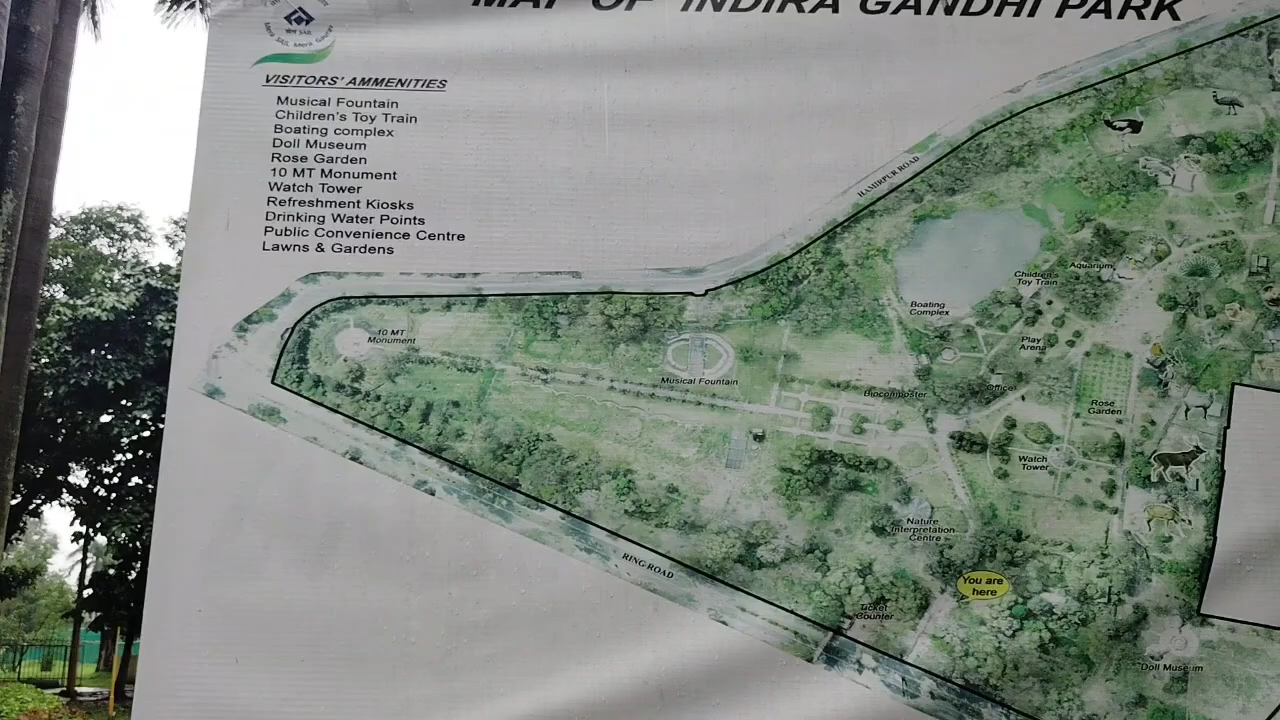 MAP OF INDIRA GANDHI PARK
सेल SAIL
VISITORS' AMMENITIES
Musical Fountain
Children's Toy Train
Boating complex
Doll Museum
Rose Garden
10 MT Monument
Watch Tower
Refreshment Kiosks
Drinking Water Points
Public Convenience Centre
Lawns & Gardens
HAMIRPUR ROAD
Aquarium
Children's
Toy Train
Boating
Complex
10 MT
Monument
Play
Arena
Musical Fountain
Office
Biocomposter
Rose
Garden
Watch
Tower
Nature
Interpretation
Centre
RING ROAD
You are
here
Ticket
Counter
Doll Museum